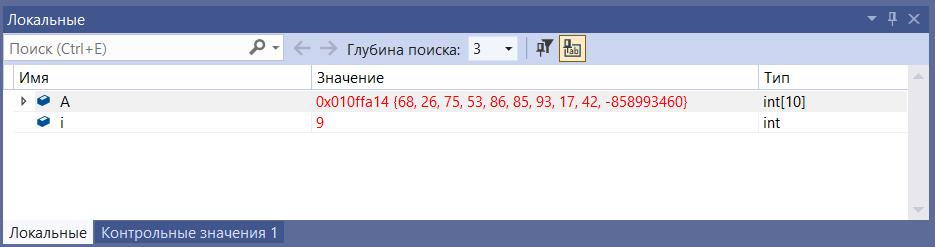 Локальные
Поиск (Ctrl+E) Глубина поиска: 3
Имя Значение Тип
A 0x010ffa14 {68, 26, 75, 53, 86, 85, 93, 17, 42, -858993460} int[10]
i 9 int
Локальные Контрольные значения 1